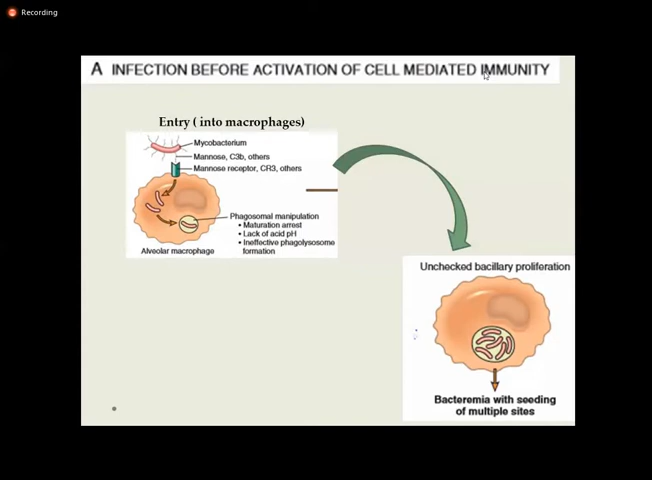 Recording
A INFECTION BEFORE ACTIVATION OF CELL MEDIATED IMMUNITY
Entry ( into macrophages)
Mycobacterium
Mannose, C3b, others
Mannose receptor, CR3, others
Phagosomal manipulation
• Maturation arrest
• Lack of acid pH
• Ineffective phagolysosome
formation
Alveolar macrophage
Unchecked bacillary proliferation
Bacteremia with seeding
of multiple sites